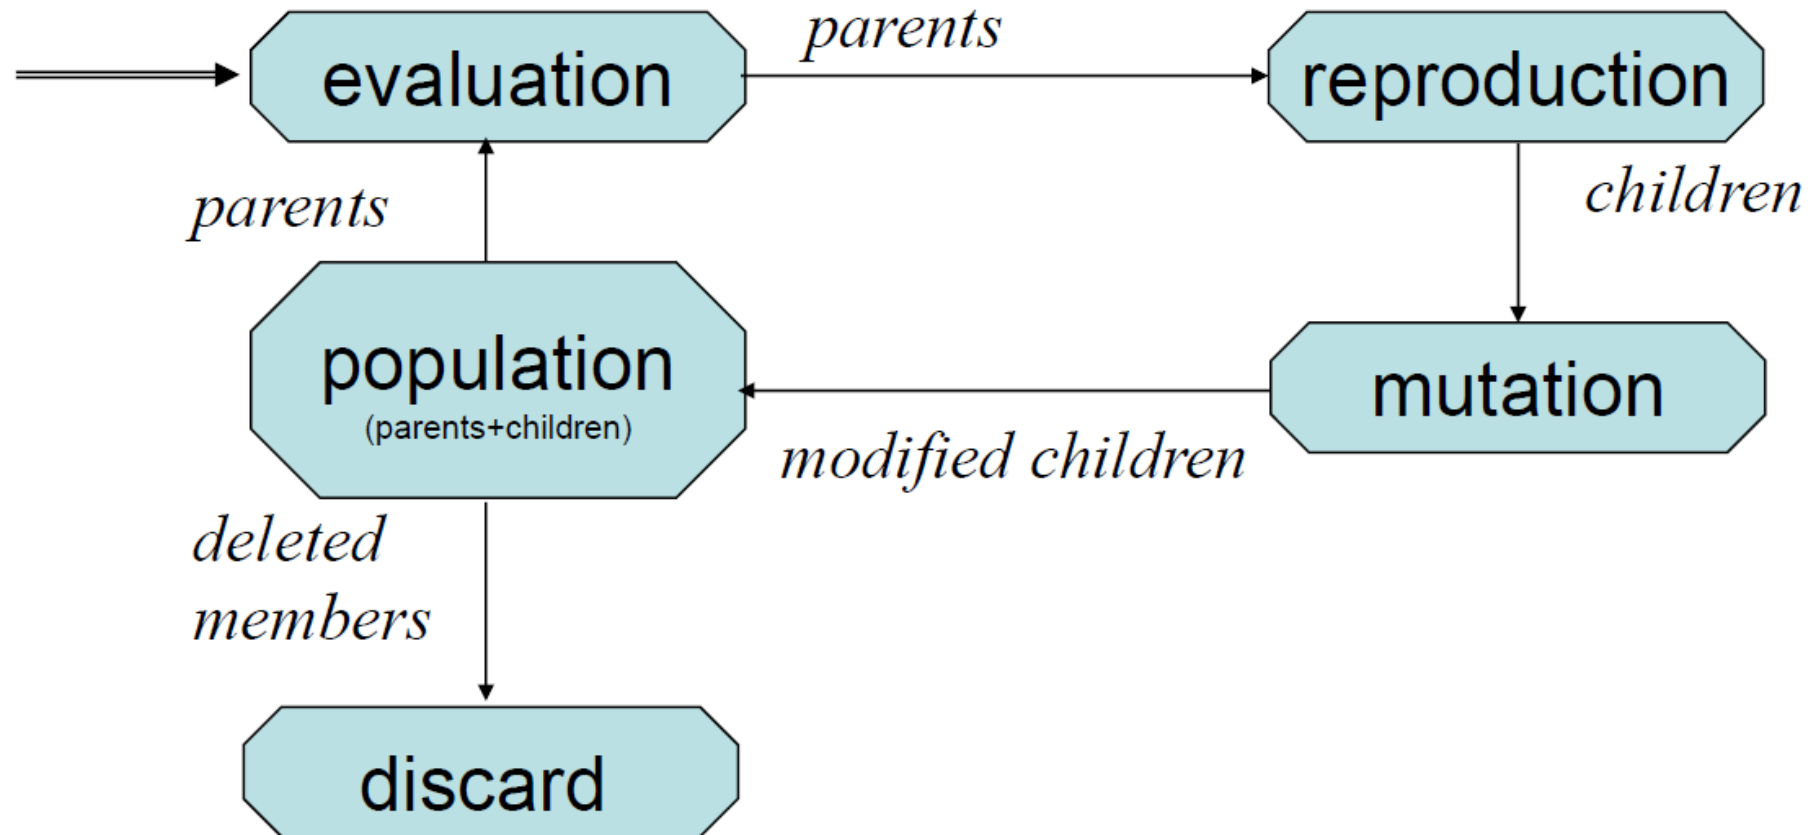 parents
evaluation
reproduction
parents
children
population
(parents+children)
mutation
modified children
deleted
members
discard